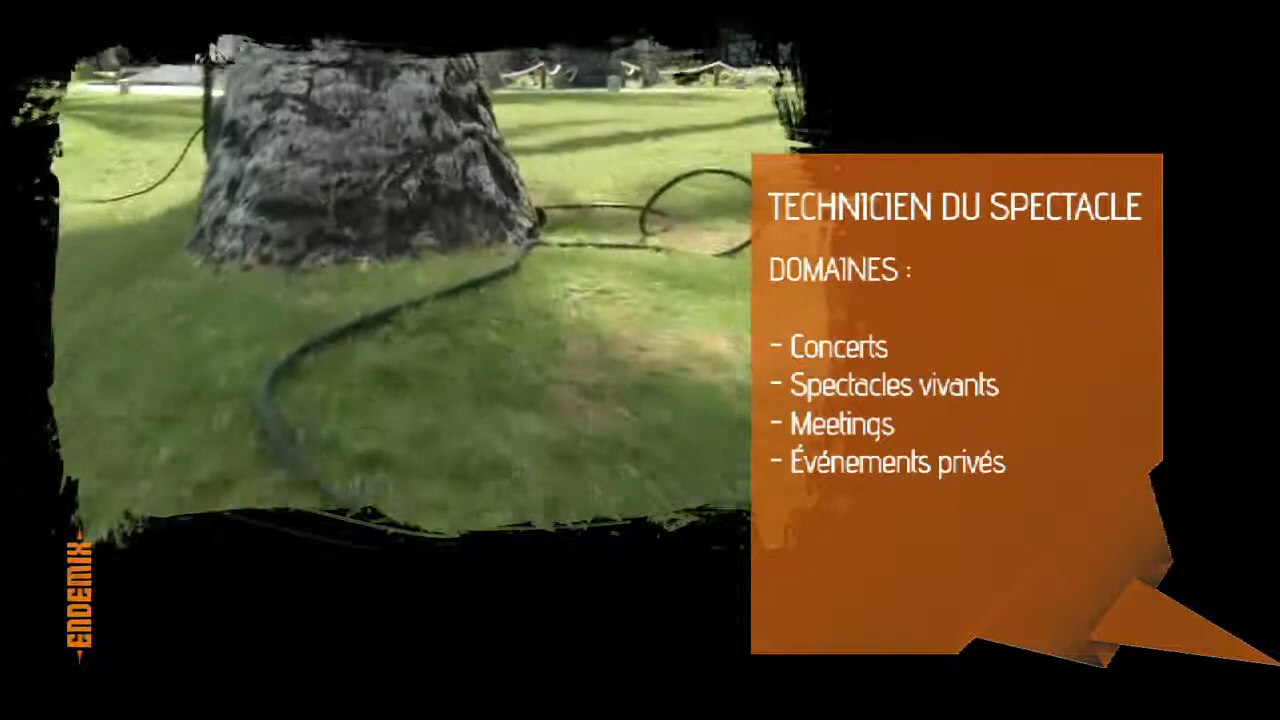 TECHNICIEN DU SPECTACLE
DOMAINES :
- Concerts
- Spectacles vivants
- Meetings
- Événements privés
ENDEMIX